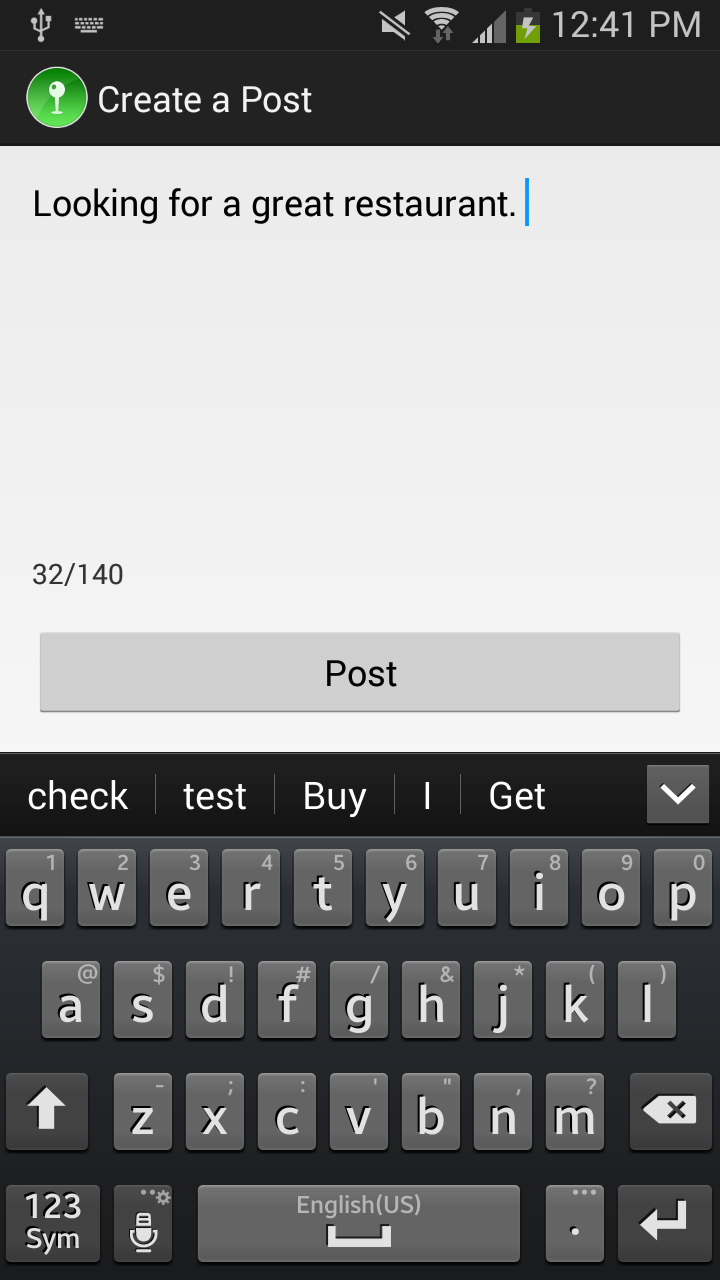 12:41 PM
Create a Post
Looking for a great restaurant.
32/140
Post
check test Buy I Get
1 2 3 4 5 6 7 8 9 0
q w e r t y u i o p
@ $ ! # / & * ( )
a s d f g h j k l
- ; : ' " , ?
z x c v b n m
123 Sym English(US) .